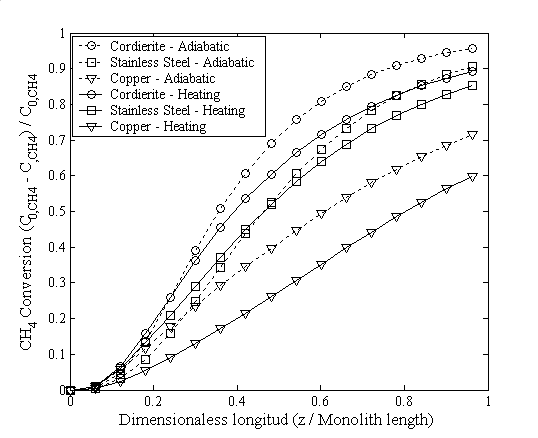 1
0.9
0.8
0.7
0.6
0.5
0.4
0.3
0.2
0.1
0
CH4 Conversion (C0,CH4 - C,CH4) / C0,CH4
Cordierite - Adiabatic
Stainless Steel - Adiabatic
Copper - Adiabatic
Cordierite - Heating
Stainless Steel - Heating
Copper - Heating
0 0.2 0.4 0.6 0.8 1
Dimensionaless longitud (z / Monolith length)